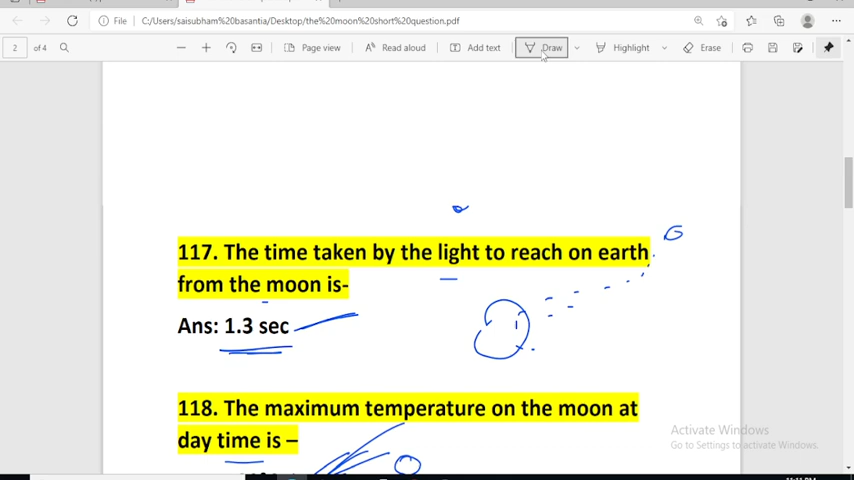 File
C:/Users/saisubham%20basantia/Desktop/the%20moon%20short%20question.pdf
2 of 4
Page view
Read aloud
Add text
Draw
Highlight
Erase
117. The time taken by the light to reach on earth
from the moon is-
Ans: 1.3 sec
118. The maximum temperature on the moon at
day time is –
Activate Windows
Go to Settings to activate Windows.